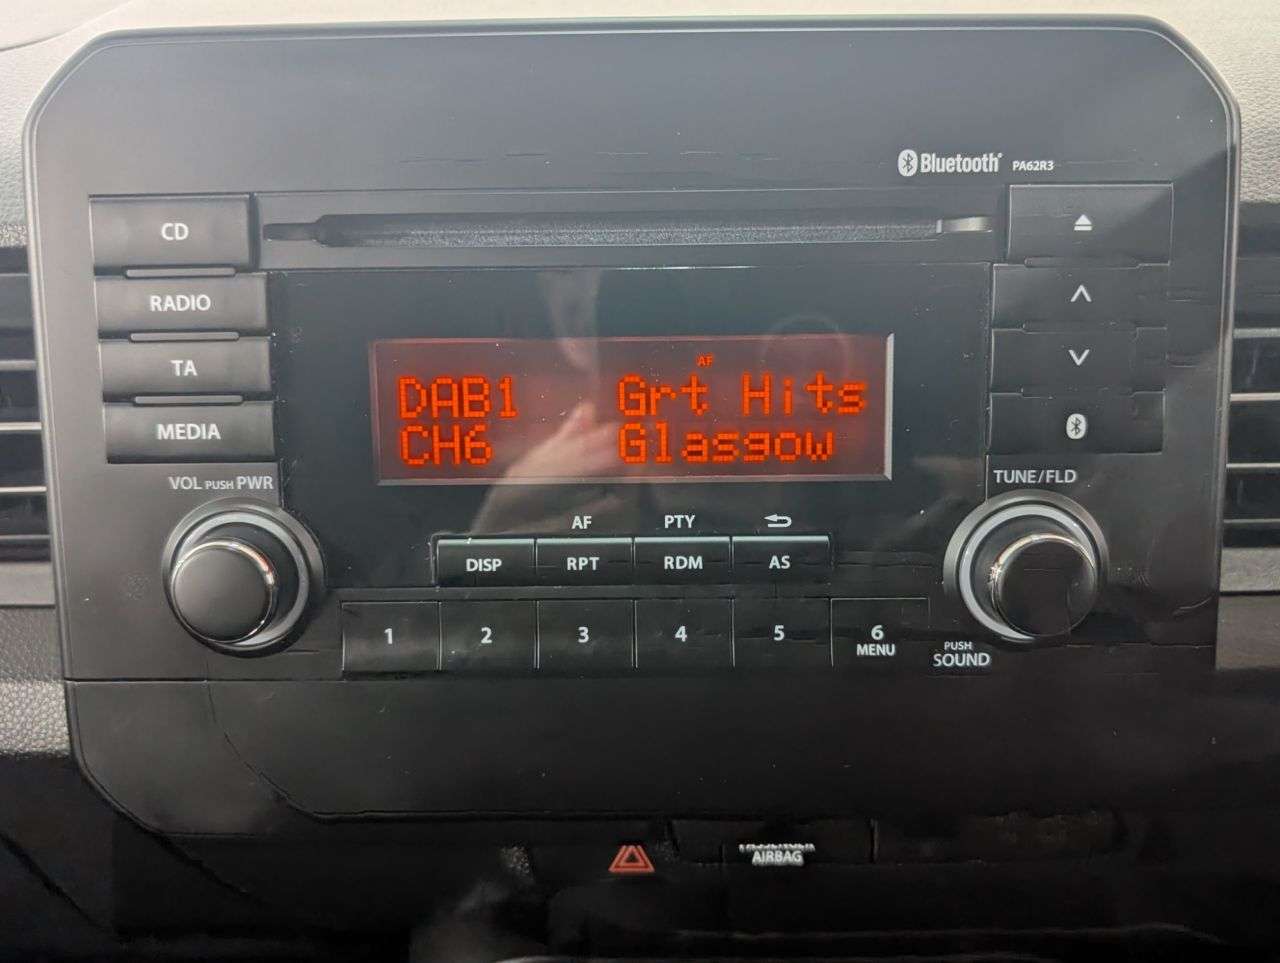 Bluetooth® PA62R3
CD
RADIO
TA
MEDIA
AF
DAB1 Grt Hits
CH6 Glasgow
VOL PUSH PWR
TUNE/FLD
AF PTY
DISP RPT RDM AS
1 2 3 4 5 6
MENU
PUSH
SOUND
PASSENGER
AIRBAG